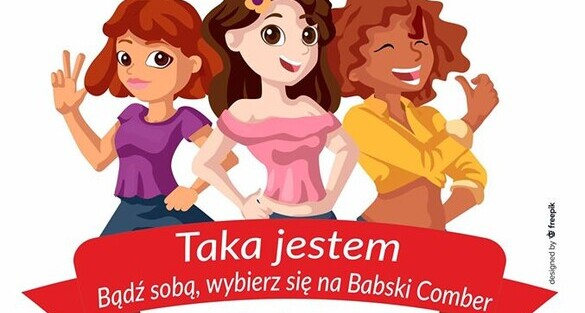 Taka jestem
Bądź sobą, wybierz się na Babski Comber
designed by freepik